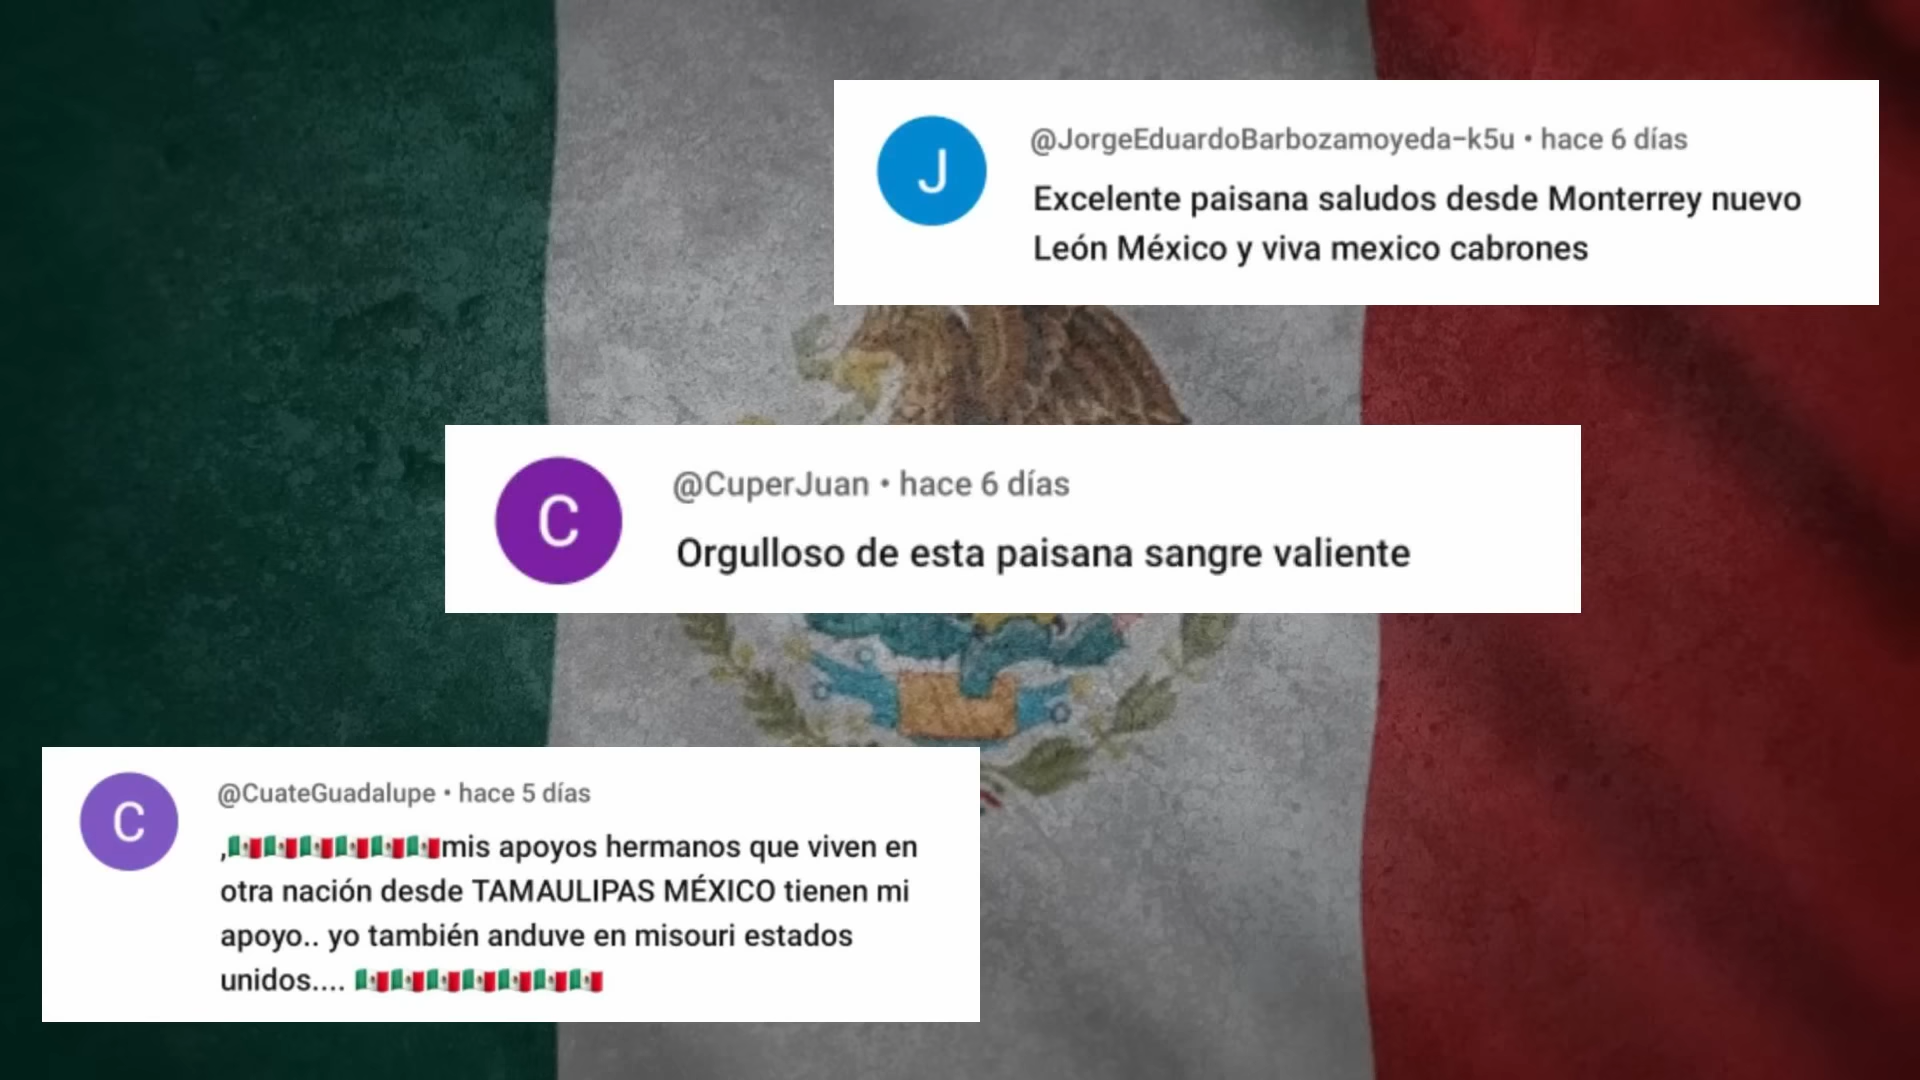 J
@JorgeEduardoBarbozamoyeda-k5u • hace 6 días
Excelente paisana saludos desde Monterrey nuevo
León México y viva mexico cabrones
C
@CuperJuan • hace 6 días
Orgulloso de esta paisana sangre valiente
C
@CuateGuadalupe • hace 5 días
,🇲🇽🇲🇽🇲🇽🇲🇽🇲🇽🇲🇽mis apoyos hermanos que viven en
otra nación desde TAMAULIPAS MÉXICO tienen mi
apoyo.. yo también anduve en misouri estados
unidos.... 🇲🇽🇲🇽🇲🇽🇲🇽🇲🇽🇲🇽🇲🇽